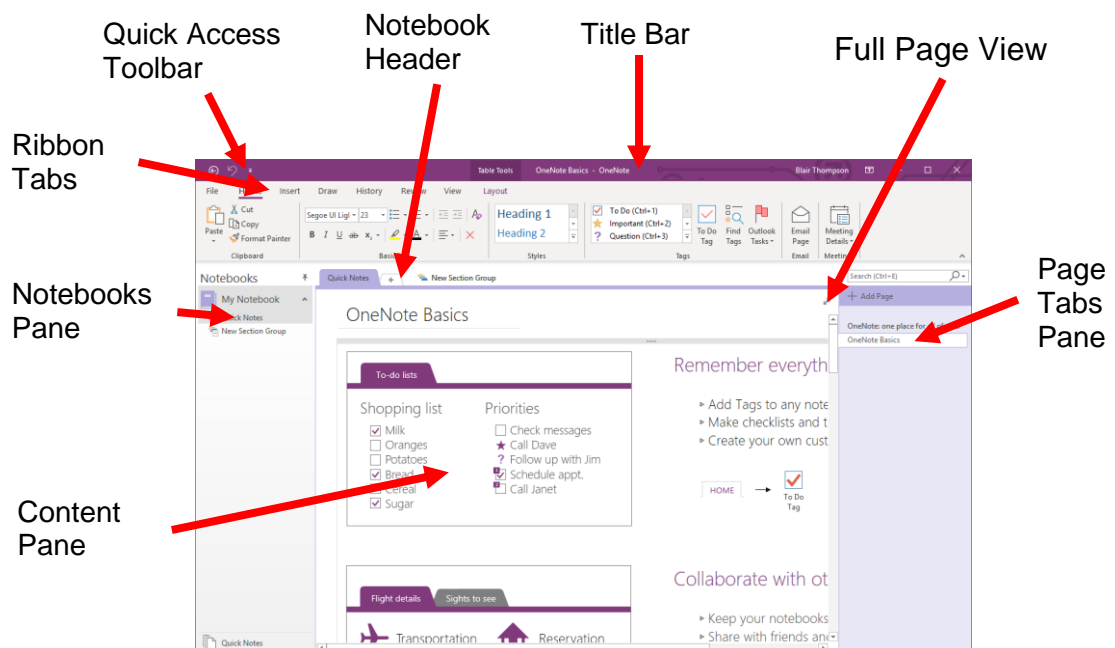 Quick Access
Toolbar
Notebook
Header
Title Bar
Full Page View
Ribbon
Tabs
Notebooks
Pane
Content
Pane
Page
Tabs
Pane
Table Tools OneNote Basics - OneNote Blair Thompson
File Insert Draw History Review View Layout
Paste
Cut
Copy
Format Painter
Clipboard
Segoe UI Ligl 23
B I U ab x
Heading 1
Heading 2
Styles
To Do (Ctrl+1)
Important (Ctrl+2)
? Question (Ctrl+3)
To Do
Tag
Find
Tags
Outlook
Tasks
Tags
Email
Page
Email
Meeting
Details
Notebooks
My Notebook
New Section Group
Quick Notes + New Section Group
Search (Ctrl+E)
+ Add Page
OneNote: one place for
OneNote Basics
OneNote Basics
To-do lists
Shopping list
Milk
Oranges
Potatoes
Bread
Cereal
Sugar
Priorities
Check messages
Call Dave
? Follow up with Jim
Schedule appt.
Call Janet
Remember everyth
Add Tags to any note
Make checklists and t
Create your own cust
HOME
To Do
Tag
Collaborate with ot
Keep your notebooks
Share with friends and
Flight details Sights to see
Transportation Reservation
Quick Notes